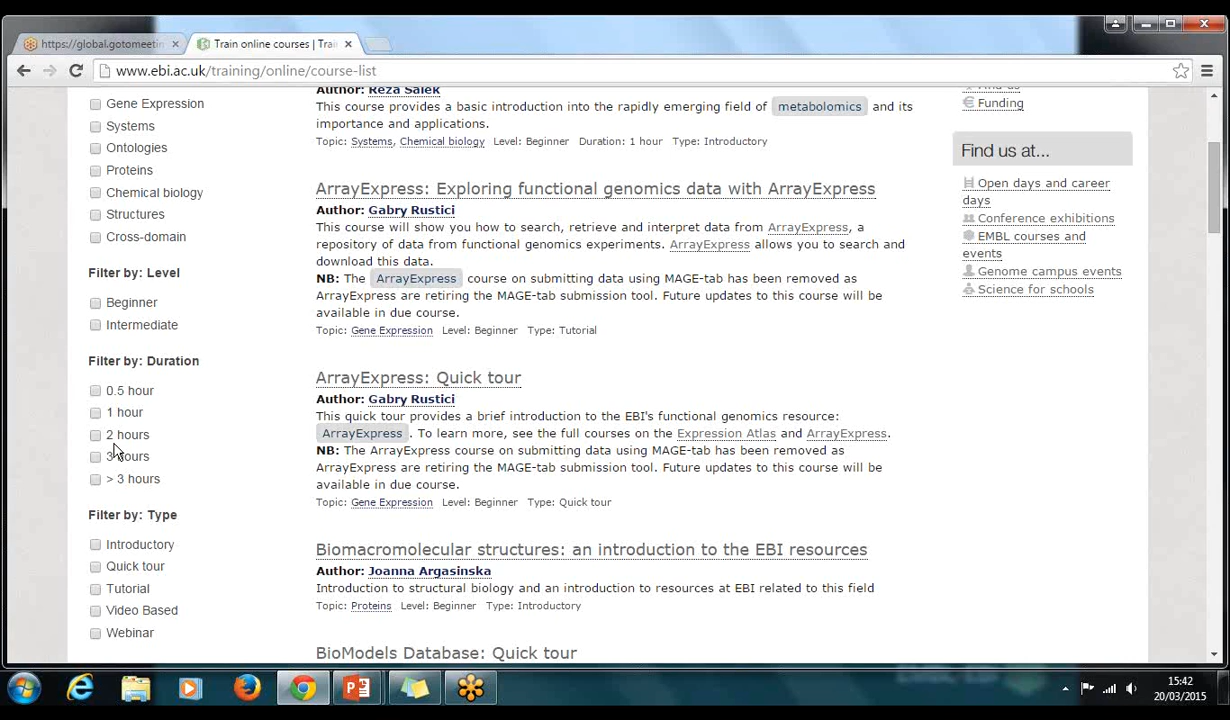 https://global.gotomeetin
Train online courses | Trai
www.ebi.ac.uk/training/online/course-list
Gene Expression
Systems
Ontologies
Proteins
Chemical biology
Structures
Cross-domain
Filter by: Level
Beginner
Intermediate
Filter by: Duration
0.5 hour
1 hour
2 hours
3 hours
> 3 hours
Filter by: Type
Introductory
Quick tour
Tutorial
Video Based
Webinar
Author: Reza Salek
This course provides a basic introduction into the rapidly emerging field of metabolomics and its
importance and applications.
Topic: Systems, Chemical biology Level: Beginner Duration: 1 hour Type: Introductory
ArrayExpress: Exploring functional genomics data with ArrayExpress
Author: Gabry Rustici
This course will show you how to search, retrieve and interpret data from ArrayExpress, a
repository of data from functional genomics experiments. ArrayExpress allows you to search and
download this data.
NB: The ArrayExpress course on submitting data using MAGE-tab has been removed as
ArrayExpress are retiring the MAGE-tab submission tool. Future updates to this course will be
available in due course.
Topic: Gene Expression Level: Beginner Type: Tutorial
ArrayExpress: Quick tour
Author: Gabry Rustici
This quick tour provides a brief introduction to the EBI's functional genomics resource:
ArrayExpress. To learn more, see the full courses on the Expression Atlas and ArrayExpress.
NB: The ArrayExpress course on submitting data using MAGE-tab has been removed as
ArrayExpress are retiring the MAGE-tab submission tool. Future updates to this course will be
available in due course.
Topic: Gene Expression Level: Beginner Type: Quick tour
Biomacromolecular structures: an introduction to the EBI resources
Author: Joanna Argasinska
Introduction to structural biology and an introduction to resources at EBI related to this field
Topic: Proteins Level: Beginner Type: Introductory
BioModels Database: Quick tour
Funding
Find us at...
Open days and career
days
Conference exhibitions
EMBL courses and
events
Genome campus events
Science for schools
15:42
20/03/2015